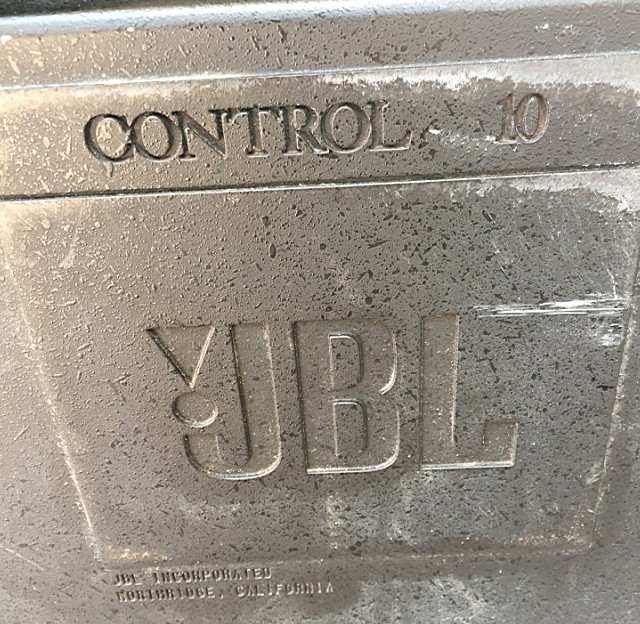 CONTROL 10
JBL
JBL INCORPORATED
NORTHRIDGE, CALIFORNIA